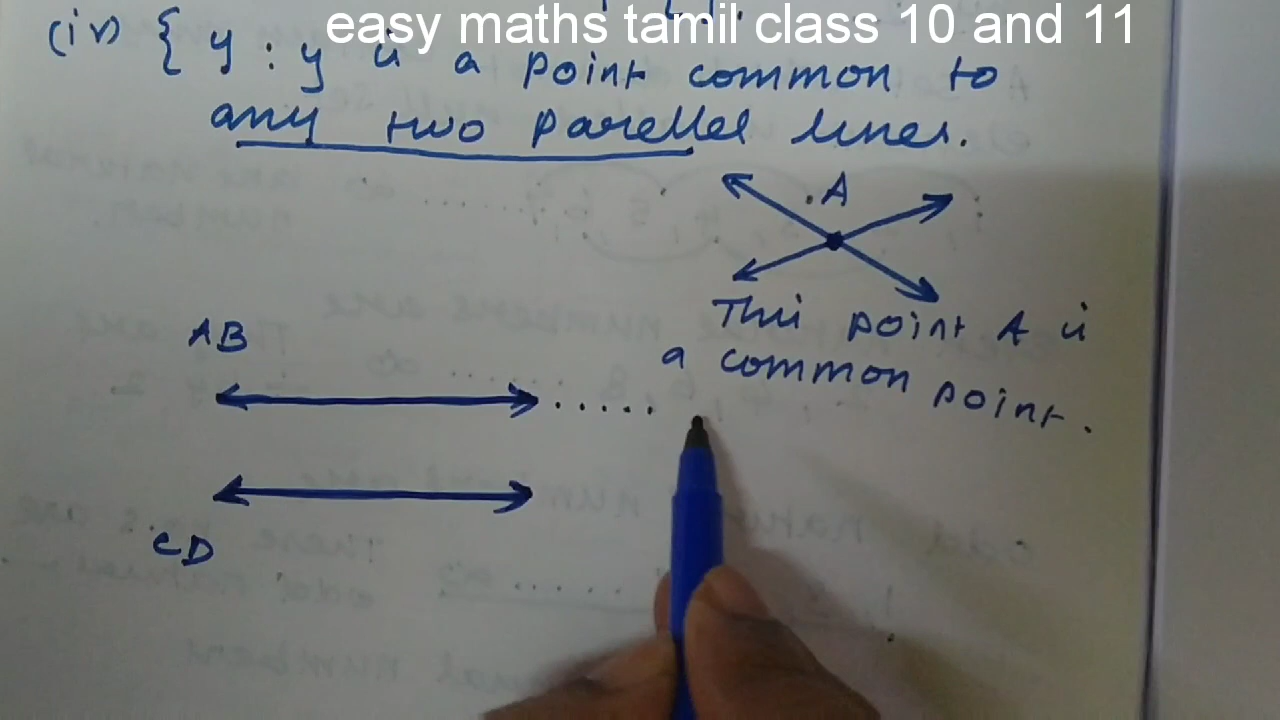 easy maths tamil class 10 and 11
(iv) { y : y is a point common to
any two parellel lines.
.A
This point A is
a common point.
AB
.....
CD